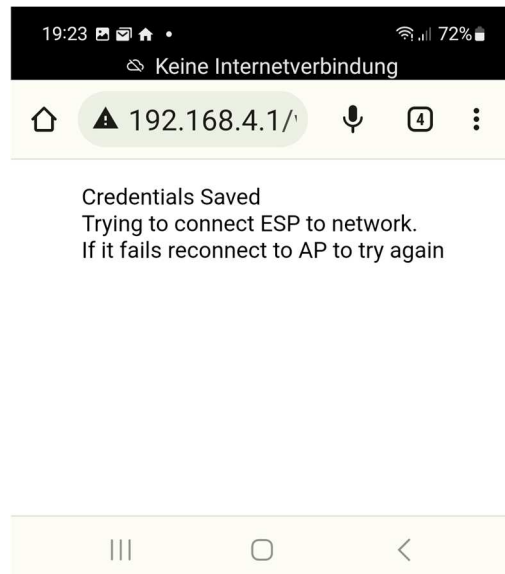 19:23 72%
Keine Internetverbindung
192.168.4.1/
4
Credentials Saved
Trying to connect ESP to network.
If it fails reconnect to AP to try again